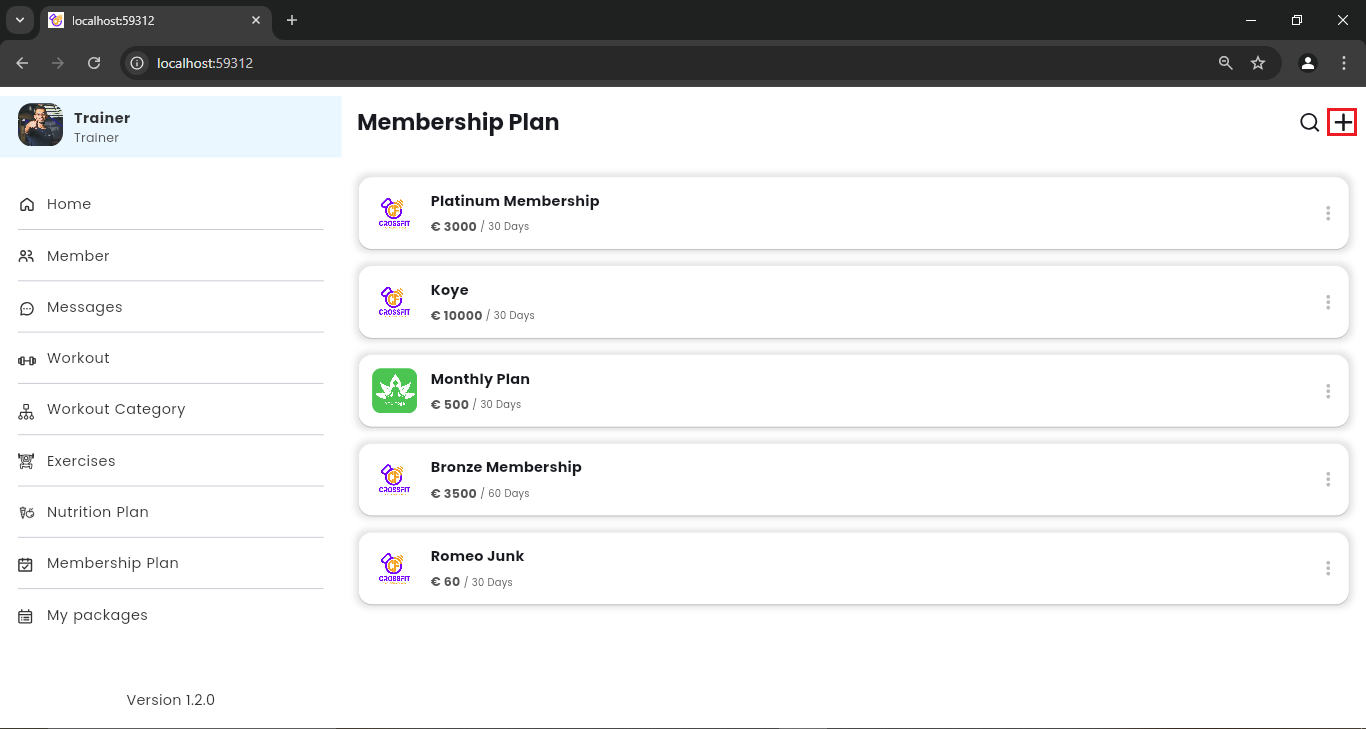 localhost:59312
localhost:59312
Trainer
Trainer
Home
Member
Messages
Workout
Workout Category
Exercises
Nutrition Plan
Membership Plan
My packages
Version 1.2.0
Membership Plan
CROSSFIT
Platinum Membership
€ 3000 / 30 Days
CROSSFIT
Koye
€ 10000 / 30 Days
Monthly Plan
€ 500 / 30 Days
CROSSFIT
Bronze Membership
€ 3500 / 60 Days
CROSSFIT
Romeo Junk
€ 60 / 30 Days